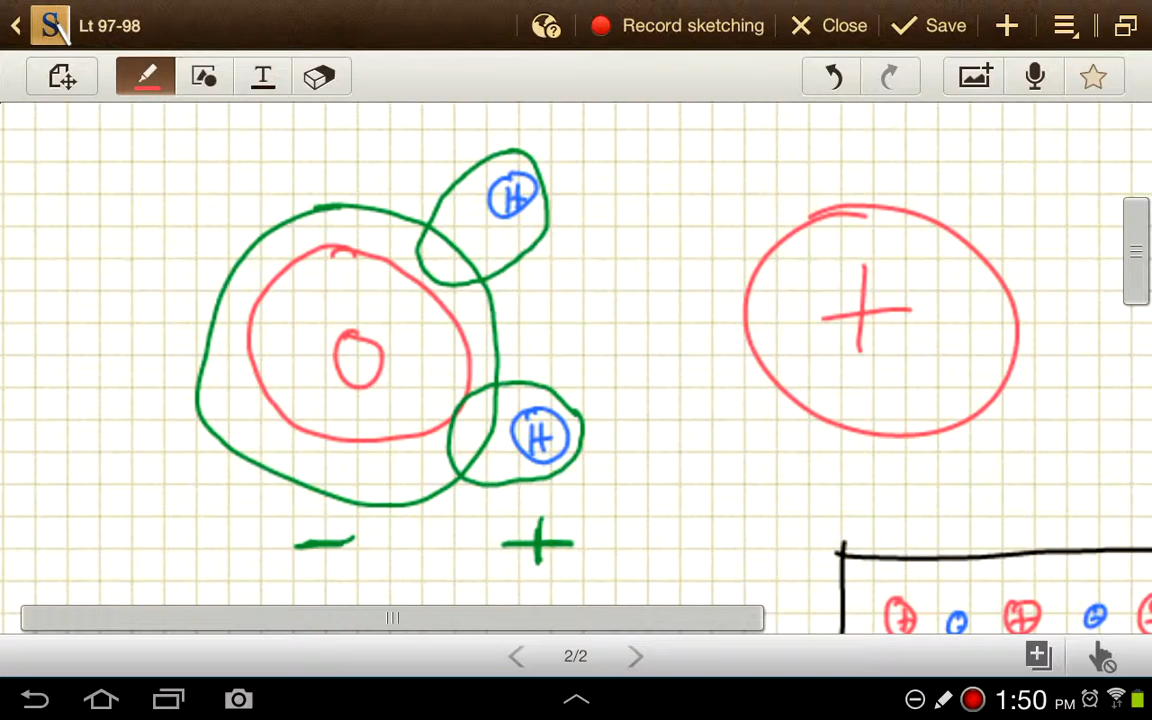 S Lt 97-98 Record sketching Close Save
T
H
O
H
+
- +
+ - + -
2/2
1:50 PM